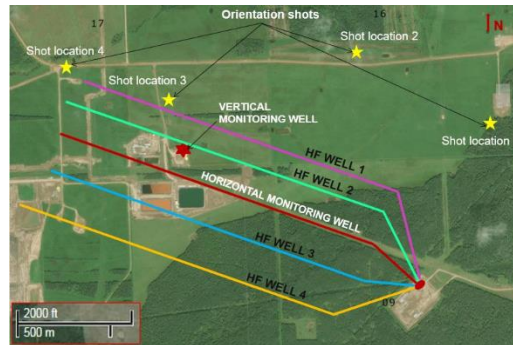 17
16
Orientation shots
N
Shot location 4
Shot location 2
Shot location 3
VERTICAL
MONITORING WELL
Shot location
HF WELL 1
HF WELL 2
HORIZONTAL MONITORING WELL
HF WELL 3
HF WELL 4
09
2000 ft
500 m